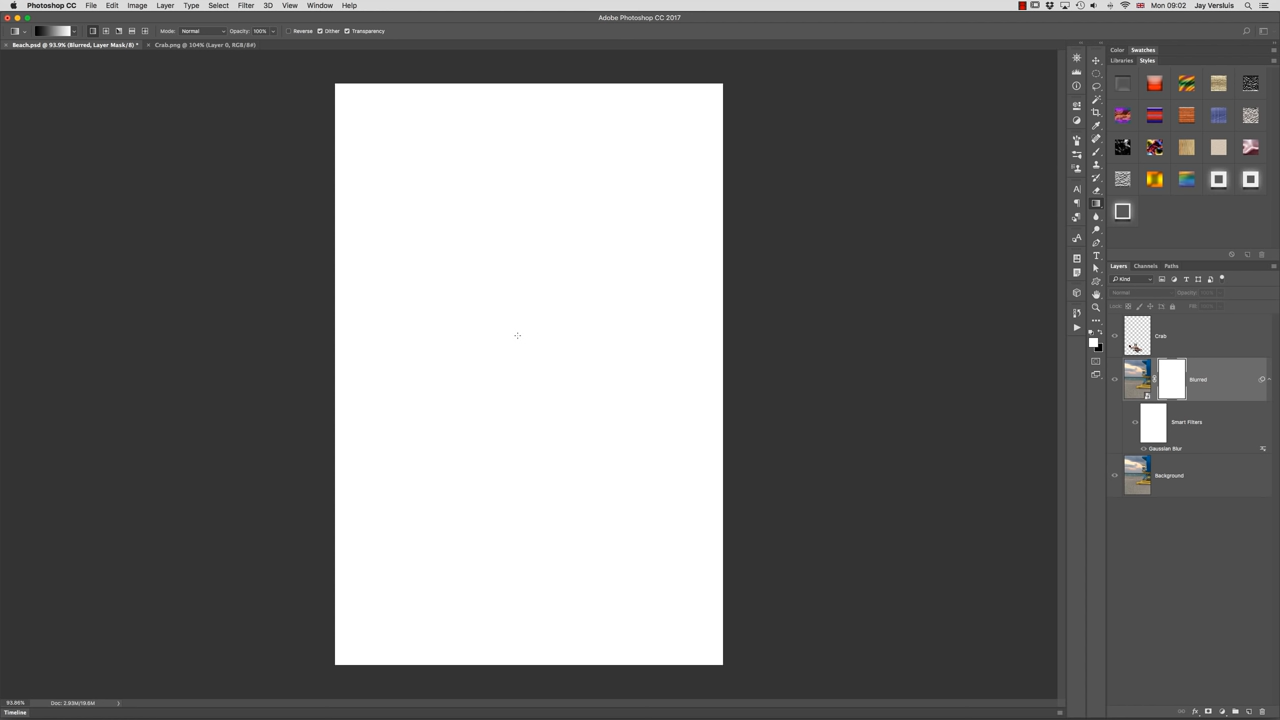 Photoshop CC File Edit Image Layer Type Select Filter 3D View Window Help Mon 09:02 Jay Versluis
Adobe Photoshop CC 2017
Mode: Normal Opacity: 100% Reverse Dither Transparency
Beach.psd @ 93.9% (Blurred, Layer Mask/8) * Crab.png @ 104% (Layer 0, RGB/8#)
Color Swatches
Libraries Styles
Layers Channels Paths
Kind
Normal Opacity:
Lock: Fill:
Crab
Blurred
Smart Filters
Gaussian Blur
Background
93.86% Doc: 2.93M/19.6M
Timeline